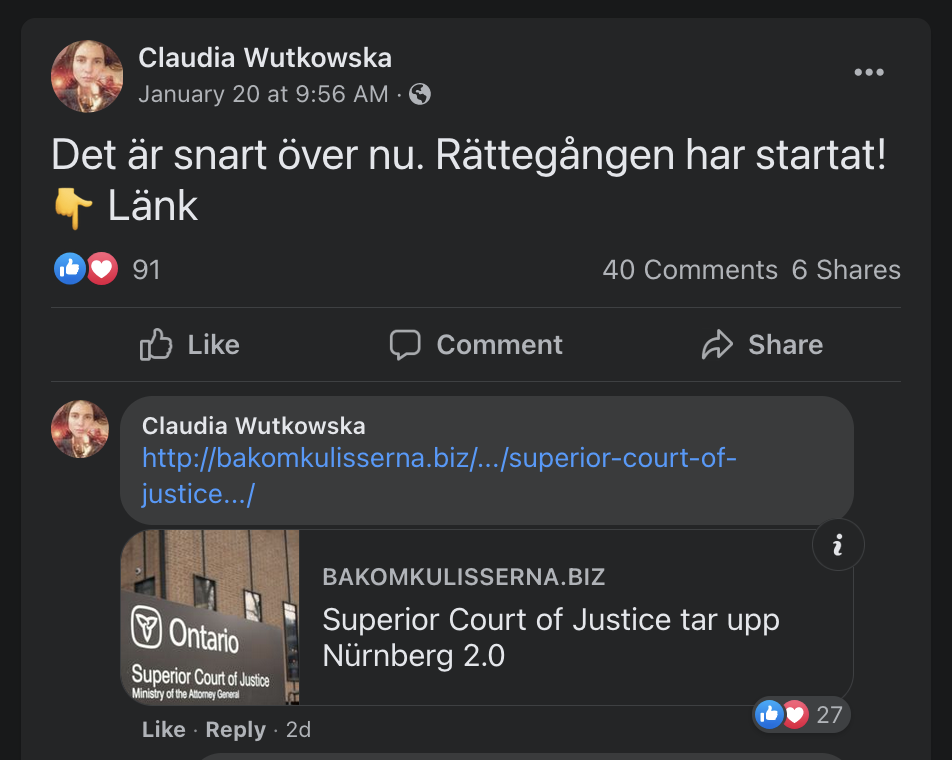 Claudia Wutkowska
January 20 at 9:56 AM ·
Det är snart över nu. Rättegången har startat!
👇 Länk
91
40 Comments 6 Shares
Like
Comment
Share
Claudia Wutkowska
http://bakomkulisserna.biz/.../superior-court-of-
justice.../
i
BAKOMKULISSERNA.BIZ
Superior Court of Justice tar upp
Nürnberg 2.0
Ontario
Superior Court of Justice
Ministry of the Attorney General
27
Like · Reply · 2d